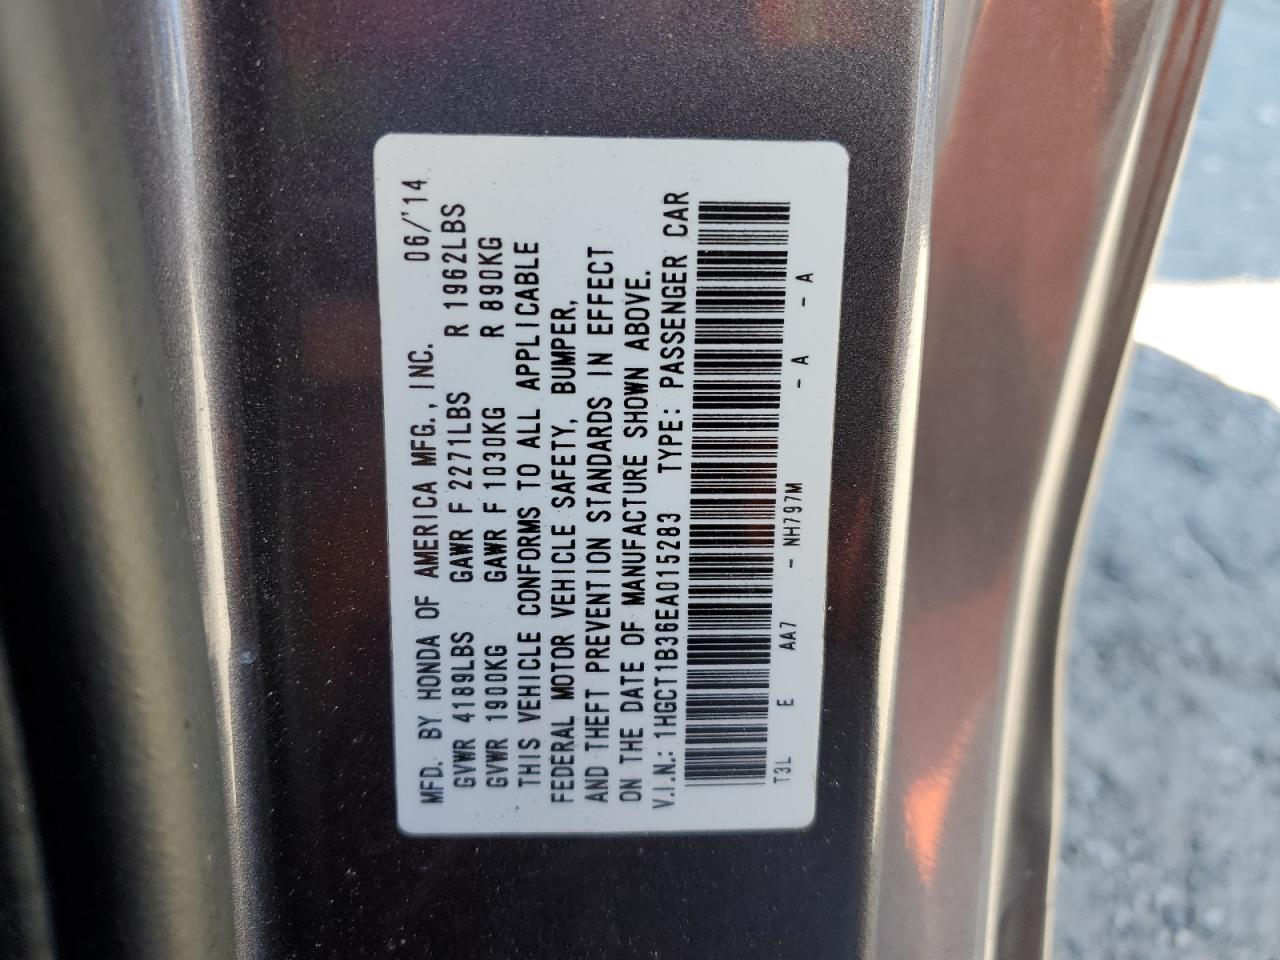 MFD. BY HONDA OF AMERICA MFG., INC. 06/'14
GVWR 4189LBS GAWR F 2271LBS R 1962LBS
GVWR 1900KG GAWR F 1030KG R 890KG
THIS VEHICLE CONFORMS TO ALL APPLICABLE
FEDERAL MOTOR VEHICLE SAFETY, BUMPER,
AND THEFT PREVENTION STANDARDS IN EFFECT
ON THE DATE OF MANUFACTURE SHOWN ABOVE.
V.I.N.: 1HGCT1B36EA015283 TYPE: PASSENGER CAR
T3L E AA7 - NH797M - A - A